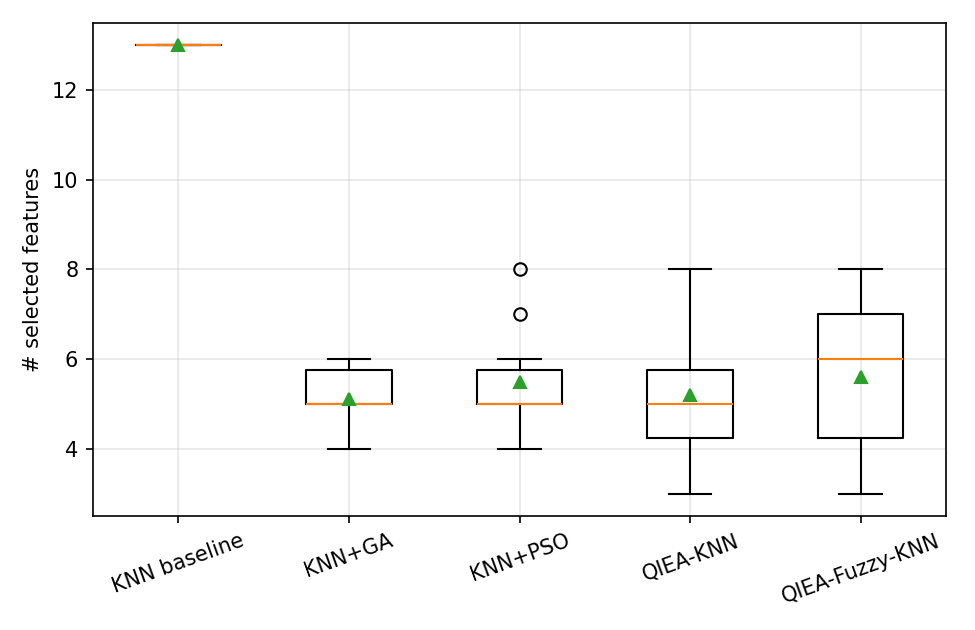 # selected features
12
10
8
6
4
KNN baseline
KNN+GA
KNN+PSO
QIEA-KNN
QIEA-Fuzzy-KNN